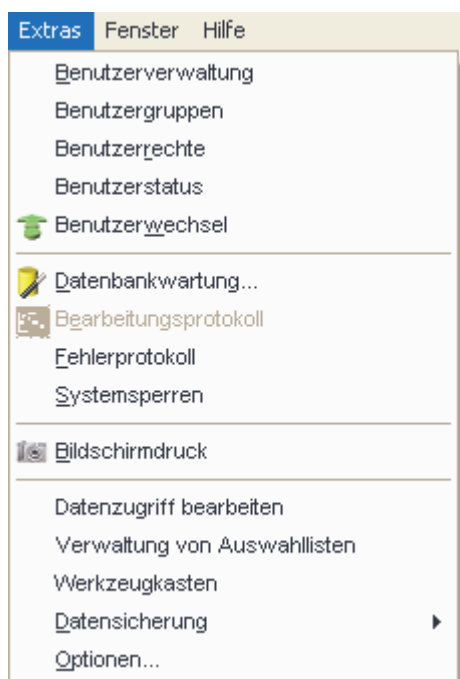 Extras Fenster Hilfe
Benutzerverwaltung
Benutzergruppen
Benutzerrechte
Benutzerstatus
Benutzerwechsel
Datenbankwartung...
Bearbeitungsprotokoll
Fehlerprotokoll
Systemsperren
Bildschirmdruck
Datenzugriff bearbeiten
Verwaltung von Auswahllisten
Werkzeugkasten
Datensicherung
Optionen...